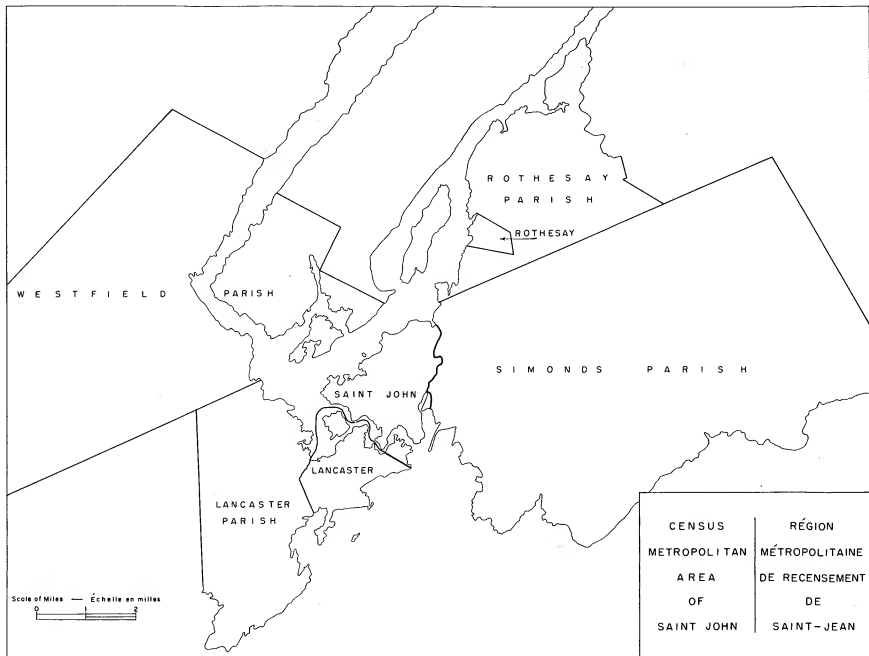 ROTHESAY
PARISH
ROTHESAY
WESTFIELD PARISH
SIMONDS PARISH
SAINT JOHN
LANCASTER
LANCASTER
PARISH
Scale of Miles — Échelle en milles
0 1 2
CENSUS
METROPOLITAN
AREA
OF
SAINT JOHN
RÉGION
MÉTROPOLITAINE
DE RECENSEMENT
DE
SAINT-JEAN